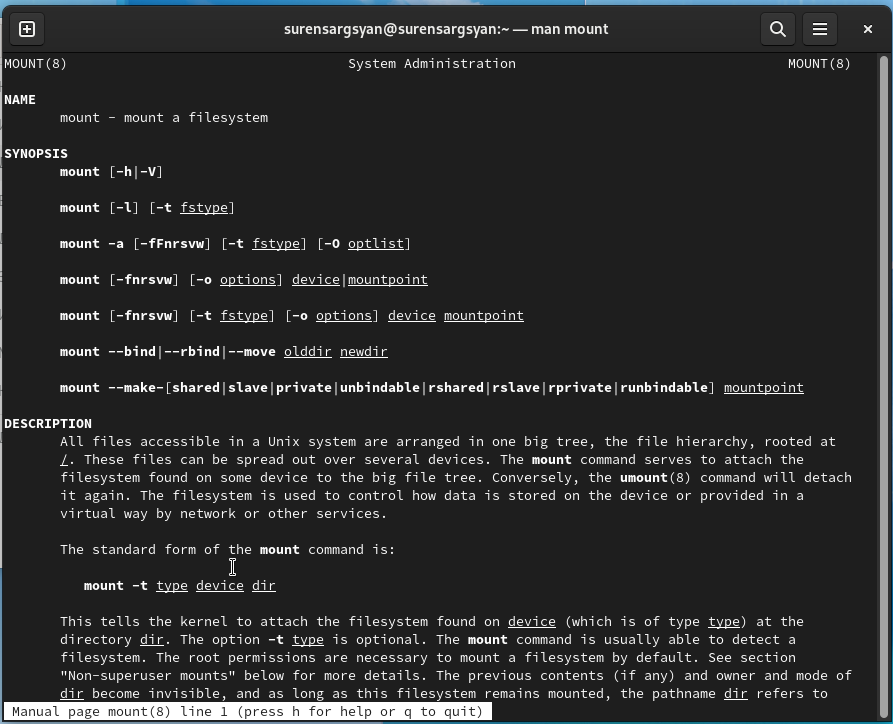 surensargsyan@surensargsyan:~ — man mount
MOUNT(8) System Administration MOUNT(8)
NAME
mount - mount a filesystem
SYNOPSIS
mount [-h|-V]
mount [-l] [-t fstype]
mount -a [-fFnrsvw] [-t fstype] [-O optlist]
mount [-fnrsvw] [-o options] device|mountpoint
mount [-fnrsvw] [-t fstype] [-o options] device mountpoint
mount --bind|--rbind|--move olddir newdir
mount --make-[shared|slave|private|unbindable|rshared|rslave|rprivate|runbindable] mountpoint
DESCRIPTION
All files accessible in a Unix system are arranged in one big tree, the file hierarchy, rooted at
/. These files can be spread out over several devices. The mount command serves to attach the
filesystem found on some device to the big file tree. Conversely, the umount(8) command will detach
it again. The filesystem is used to control how data is stored on the device or provided in a
virtual way by network or other services.
The standard form of the mount command is:
mount -t type device dir
This tells the kernel to attach the filesystem found on device (which is of type type) at the
directory dir. The option -t type is optional. The mount command is usually able to detect a
filesystem. The root permissions are necessary to mount a filesystem by default. See section
"Non-superuser mounts" below for more details. The previous contents (if any) and owner and mode of
dir become invisible, and as long as this filesystem remains mounted, the pathname dir refers to
Manual page mount(8) line 1 (press h for help or q to quit)